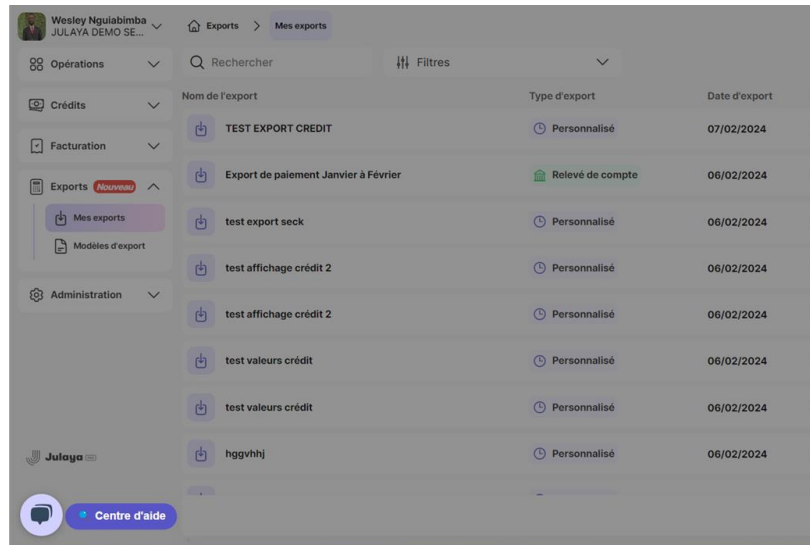 Wesley Nguiabimba
JULAYA DEMO SE...
Exports > Mes exports
Opérations
Crédits
Facturation
Exports Nouveau
Mes exports
Modèles d'export
Administration
Julaya
Centre d'aide
Rechercher
Filtres
Nom de l'export Type d'export Date d'export
TEST EXPORT CREDIT Personnalisé 07/02/2024
Export de paiement Janvier à Février Relevé de compte 06/02/2024
test export seck Personnalisé 06/02/2024
test affichage crédit 2 Personnalisé 06/02/2024
test affichage crédit 2 Personnalisé 06/02/2024
test valeurs crédit Personnalisé 06/02/2024
test valeurs crédit Personnalisé 06/02/2024
hggvhhj Personnalisé 06/02/2024